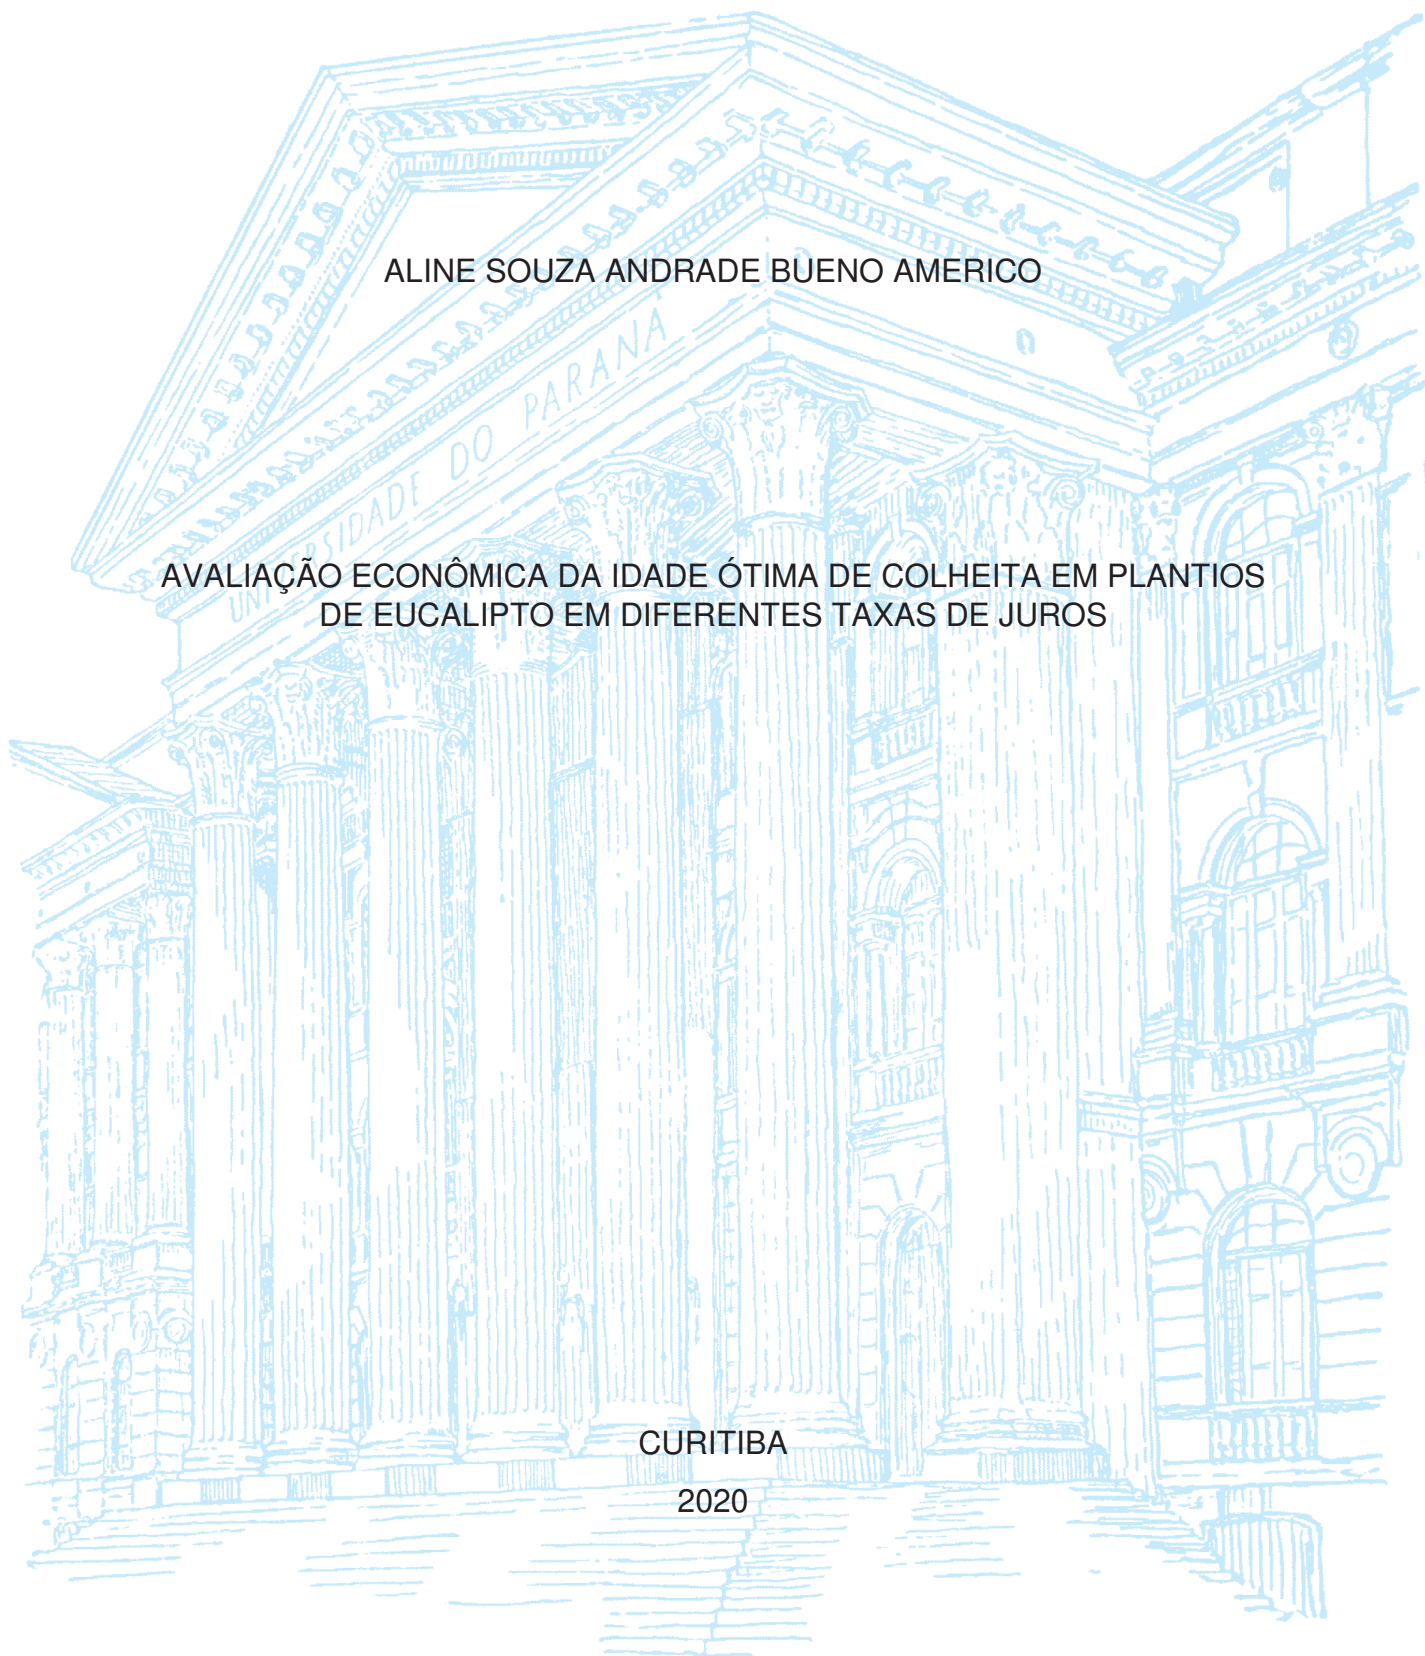 ALINE SOUZA ANDRADE BUENO AMERICO
UNIVERSIDADE DO PARANÁ
AVALIAÇÃO ECONÔMICA DA IDADE ÓTIMA DE COLHEITA EM PLANTIOS
DE EUCALIPTO EM DIFERENTES TAXAS DE JUROS
CURITIBA
2020